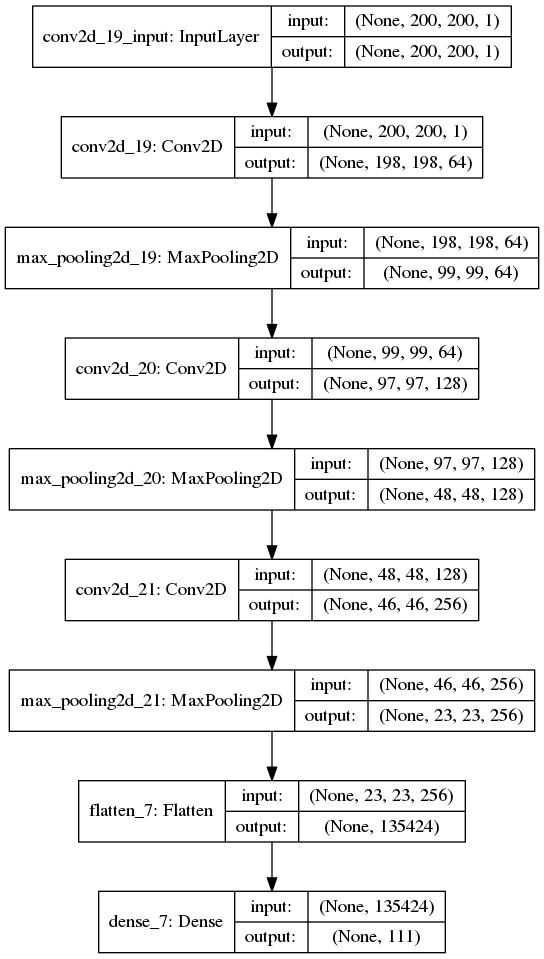 conv2d_19_input: InputLayer
input: (None, 200, 200, 1)
output: (None, 200, 200, 1)
conv2d_19: Conv2D
input: (None, 200, 200, 1)
output: (None, 198, 198, 64)
max_pooling2d_19: MaxPooling2D
input: (None, 198, 198, 64)
output: (None, 99, 99, 64)
conv2d_20: Conv2D
input: (None, 99, 99, 64)
output: (None, 97, 97, 128)
max_pooling2d_20: MaxPooling2D
input: (None, 97, 97, 128)
output: (None, 48, 48, 128)
conv2d_21: Conv2D
input: (None, 48, 48, 128)
output: (None, 46, 46, 256)
max_pooling2d_21: MaxPooling2D
input: (None, 46, 46, 256)
output: (None, 23, 23, 256)
flatten_7: Flatten
input: (None, 23, 23, 256)
output: (None, 135424)
dense_7: Dense
input: (None, 135424)
output: (None, 111)